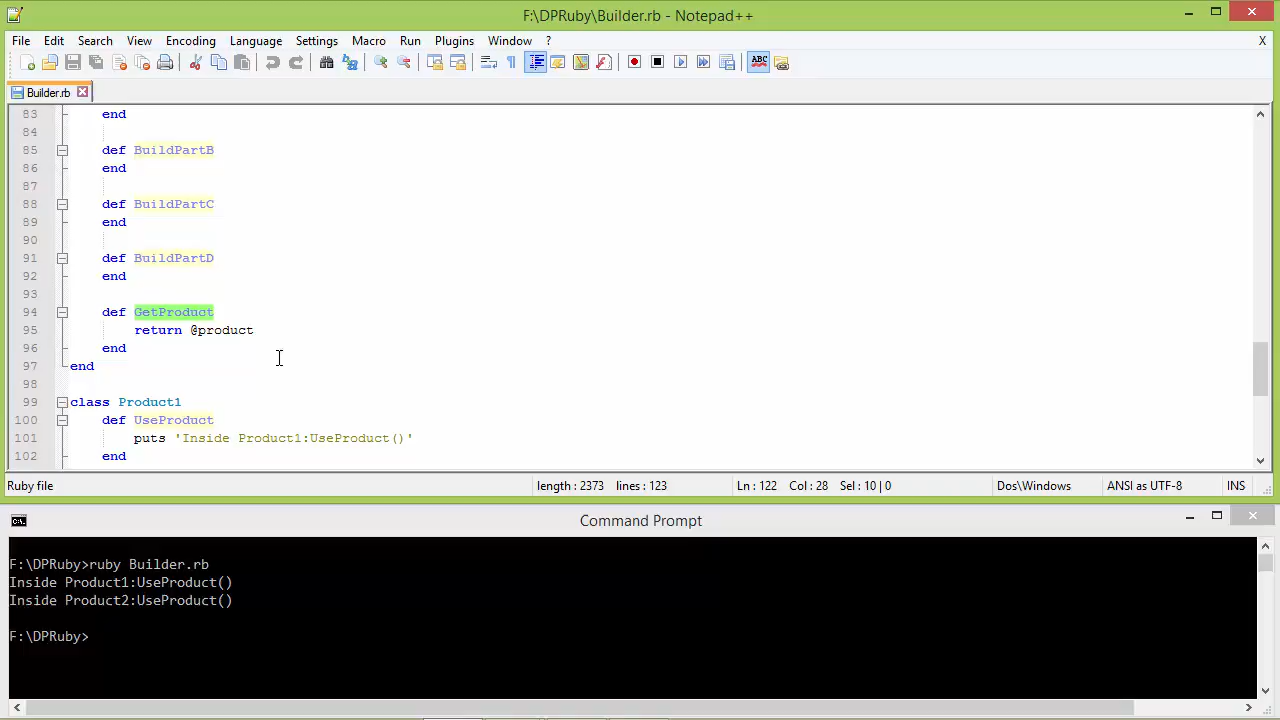 F:\DPRuby\Builder.rb - Notepad++
File Edit Search View Encoding Language Settings Macro Run Plugins Window ? X
ABC
Builder.rb
83 end
84
85 def BuildPartB
86 end
87
88 def BuildPartC
89 end
90
91 def BuildPartD
92 end
93
94 def GetProduct
95 return @product
96 end
97 end
98
99 class Product1
100 def UseProduct
101 puts 'Inside Product1:UseProduct()'
102 end
Ruby file length : 2373 lines : 123 Ln : 122 Col : 28 Sel : 10 | 0 Dos\Windows ANSI as UTF-8 INS
Command Prompt
F:\DPRuby>ruby Builder.rb
Inside Product1:UseProduct()
Inside Product2:UseProduct()
F:\DPRuby>